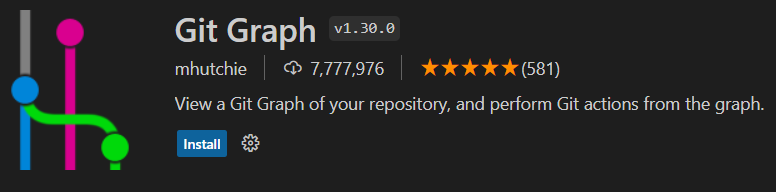 Git Graph v1.30.0
mhutchie 7,777,976 (581)
View a Git Graph of your repository, and perform Git actions from the graph.
Install